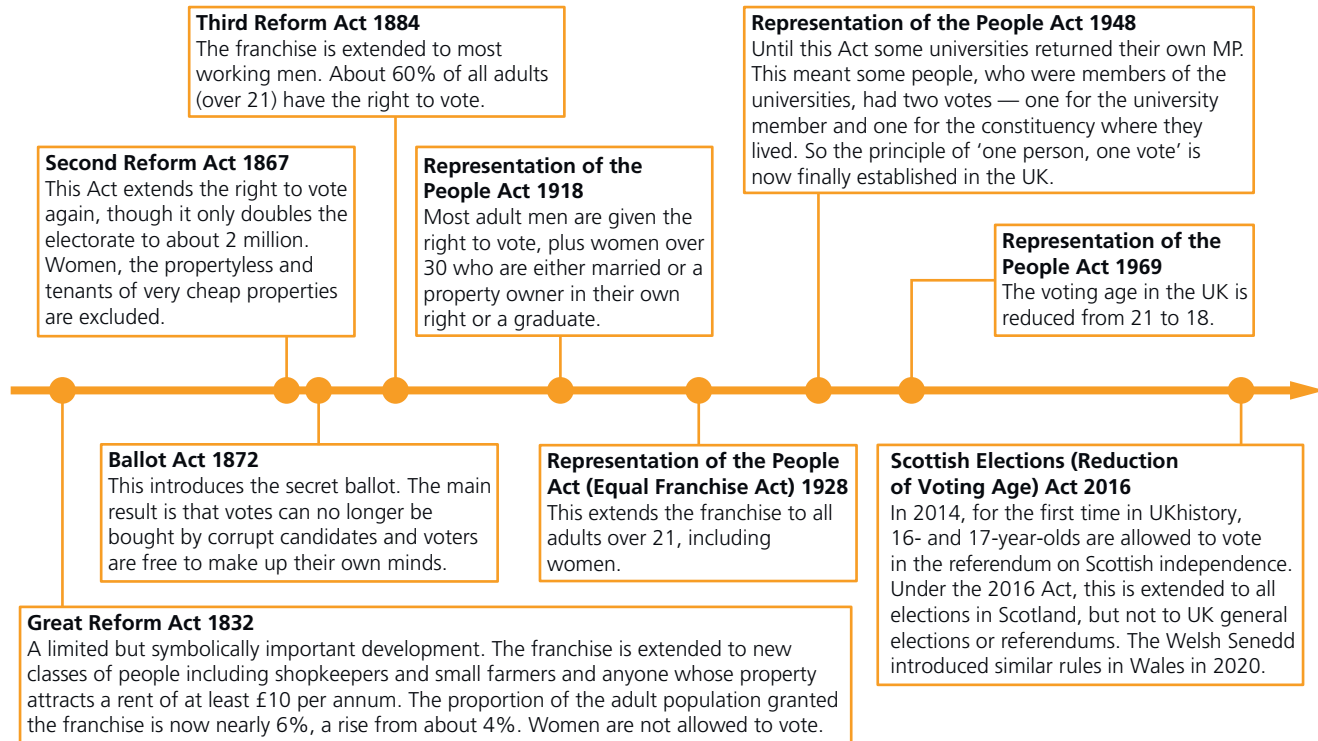 Third Reform Act 1884
The franchise is extended to most
working men. About 60% of all adults
(over 21) have the right to vote.
Representation of the People Act 1948
Until this Act some universities returned their own MP.
This meant some people, who were members of the
universities, had two votes — one for the university
member and one for the constituency where they
lived. So the principle of ‘one person, one vote’ is
now finally established in the UK.
Second Reform Act 1867
This Act extends the right to vote
again, though it only doubles the
electorate to about 2 million.
Women, the propertyless and
tenants of very cheap properties
are excluded.
Representation of the
People Act 1918
Most adult men are given the
right to vote, plus women over
30 who are either married or a
property owner in their own
right or a graduate.
Representation of the
People Act 1969
The voting age in the UK is
reduced from 21 to 18.
Ballot Act 1872
This introduces the secret ballot. The main
result is that votes can no longer be
bought by corrupt candidates and voters
are free to make up their own minds.
Representation of the People
Act (Equal Franchise Act) 1928
This extends the franchise to all
adults over 21, including
women.
Scottish Elections (Reduction
of Voting Age) Act 2016
In 2014, for the first time in UKhistory,
16- and 17-year-olds are allowed to vote
in the referendum on Scottish independence.
Under the 2016 Act, this is extended to all
elections in Scotland, but not to UK general
elections or referendums. The Welsh Senedd
introduced similar rules in Wales in 2020.
Great Reform Act 1832
A limited but symbolically important development. The franchise is extended to new
classes of people including shopkeepers and small farmers and anyone whose property
attracts a rent of at least £10 per annum. The proportion of the adult population granted
the franchise is now nearly 6%, a rise from about 4%. Women are not allowed to vote.